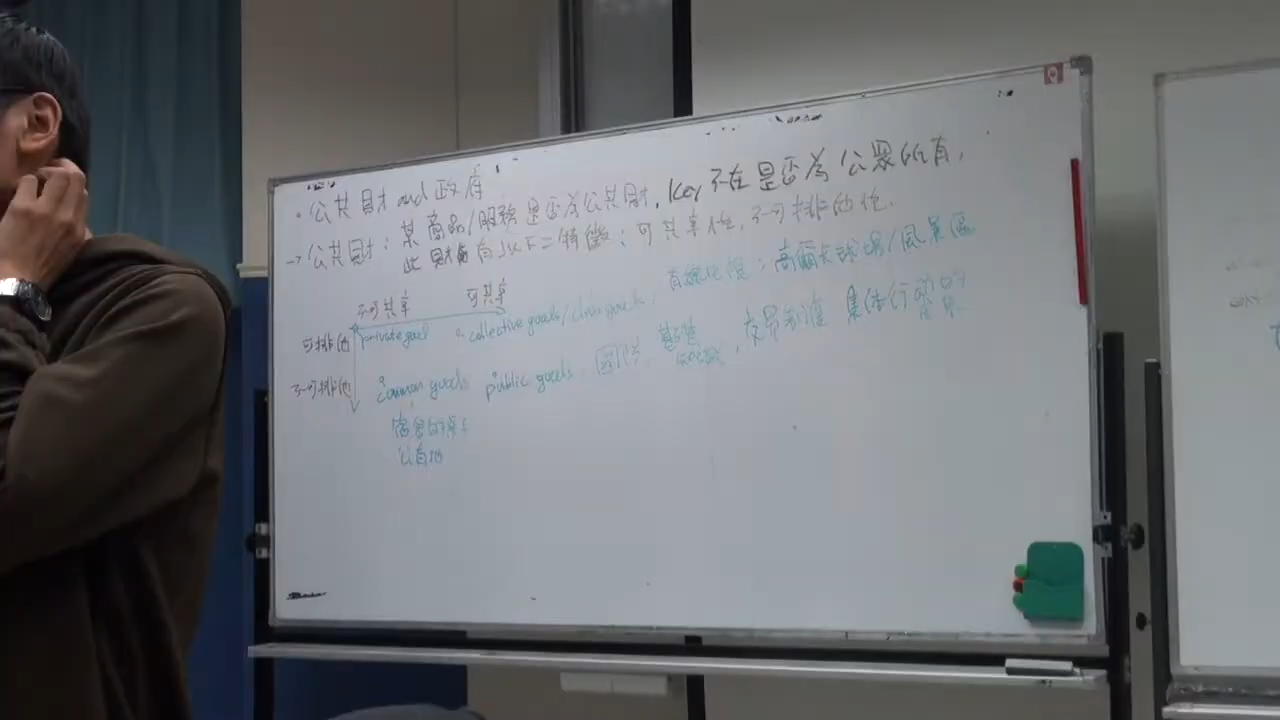 · 公共財 and 政府
→ 公共財：某商品/服務是否為公共財，key不在是否為公眾所有，
此財貨有以下二特徵：可共享性，不可排他性。
不可共享 可共享
可排他 private good 。collective goods/club goods，有線電視：高爾夫球場/風景區
不可排他 common goods public goods，國防，基礎，交易制度 集體行動的